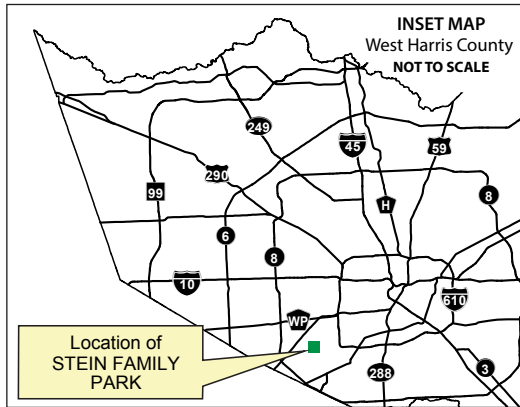 INSET MAP
West Harris County
NOT TO SCALE
249
45
59
290
99
H
8
6
8
10
610
WP
Location of
STEIN FAMILY
PARK
288
3